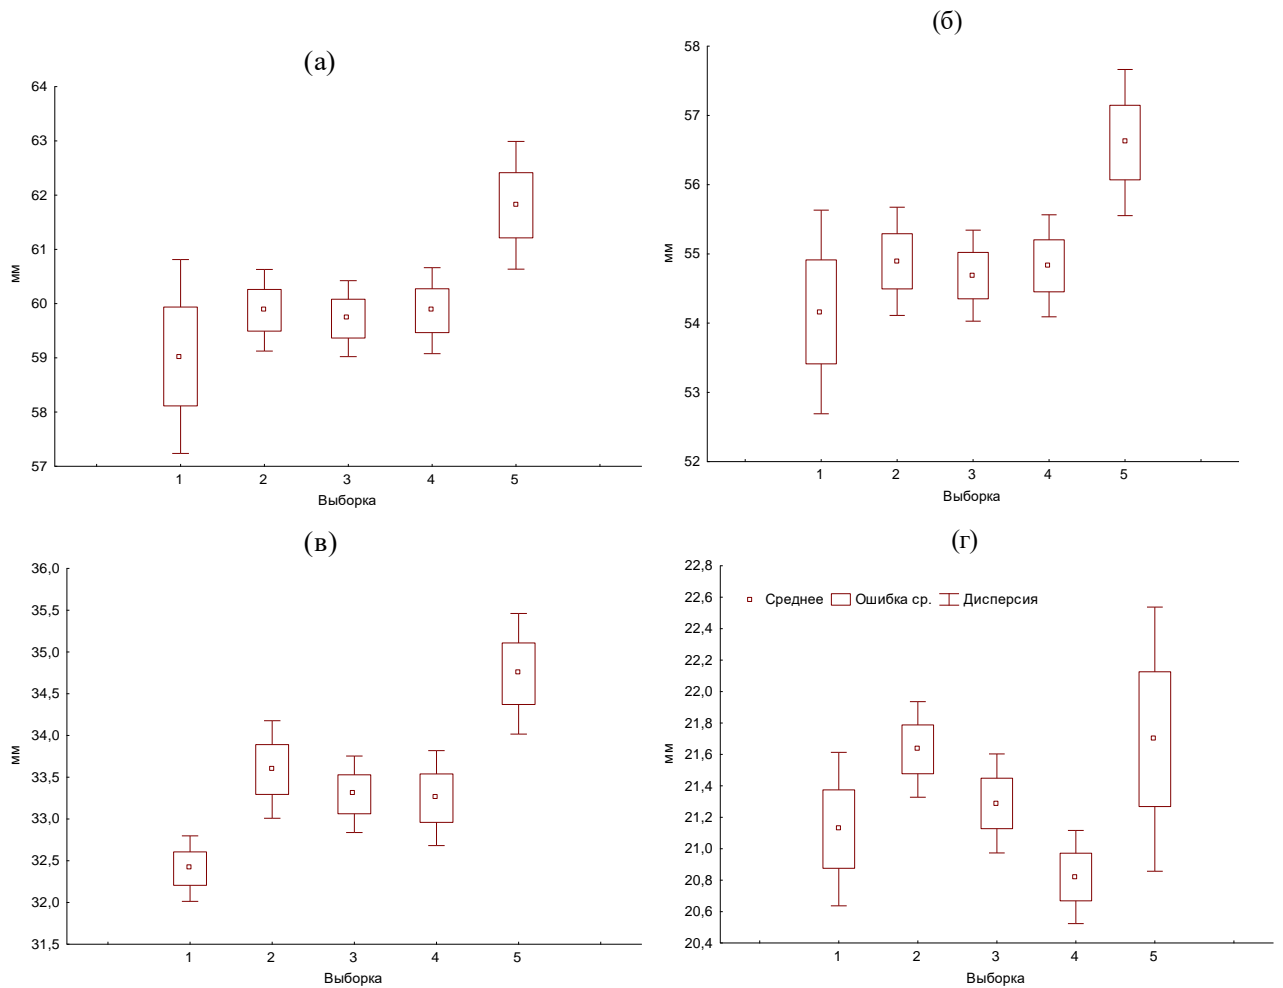 (а)
64
63
62
61
60
59
58
57
мм
1 2 3 4 5
Выборка
(б)
58
57
56
55
54
53
52
мм
1 2 3 4 5
Выборка
(в)
36,0
35,5
35,0
34,5
34,0
33,5
33,0
32,5
32,0
31,5
мм
1 2 3 4 5
Выборка
(г)
22,8
22,6
22,4
22,2
22,0
21,8
21,6
21,4
21,2
21,0
20,8
20,6
20,4
мм
Среднее Ошибка ср. Дисперсия
1 2 3 4 5
Выборка